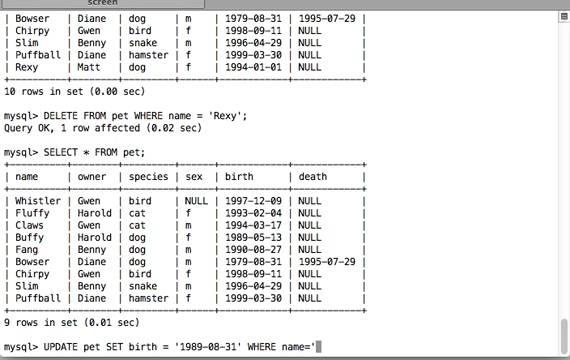 screen
| Bowser | Diane | dog | m | 1979-08-31 | 1995-07-29 |
| Chirpy | Gwen | bird | f | 1998-09-11 | NULL |
| Slim | Benny | snake | m | 1996-04-29 | NULL |
| Puffball | Diane | hamster | f | 1999-03-30 | NULL |
| Rexy | Matt | dog | f | 1994-01-01 | NULL |
+----------+--------+---------+------+------------+------------+
10 rows in set (0.00 sec)
mysql> DELETE FROM pet WHERE name = 'Rexy';
Query OK, 1 row affected (0.02 sec)
mysql> SELECT * FROM pet;
+----------+--------+---------+------+------------+------------+
| name | owner | species | sex | birth | death |
+----------+--------+---------+------+------------+------------+
| Whistler | Gwen | bird | NULL | 1997-12-09 | NULL |
| Fluffy | Harold | cat | f | 1993-02-04 | NULL |
| Claws | Gwen | cat | m | 1994-03-17 | NULL |
| Buffy | Harold | dog | f | 1989-05-13 | NULL |
| Fang | Benny | dog | m | 1990-08-27 | NULL |
| Bowser | Diane | dog | m | 1979-08-31 | 1995-07-29 |
| Chirpy | Gwen | bird | f | 1998-09-11 | NULL |
| Slim | Benny | snake | m | 1996-04-29 | NULL |
| Puffball | Diane | hamster | f | 1999-03-30 | NULL |
+----------+--------+---------+------+------------+------------+
9 rows in set (0.01 sec)
mysql> UPDATE pet SET birth = '1989-08-31' WHERE name='